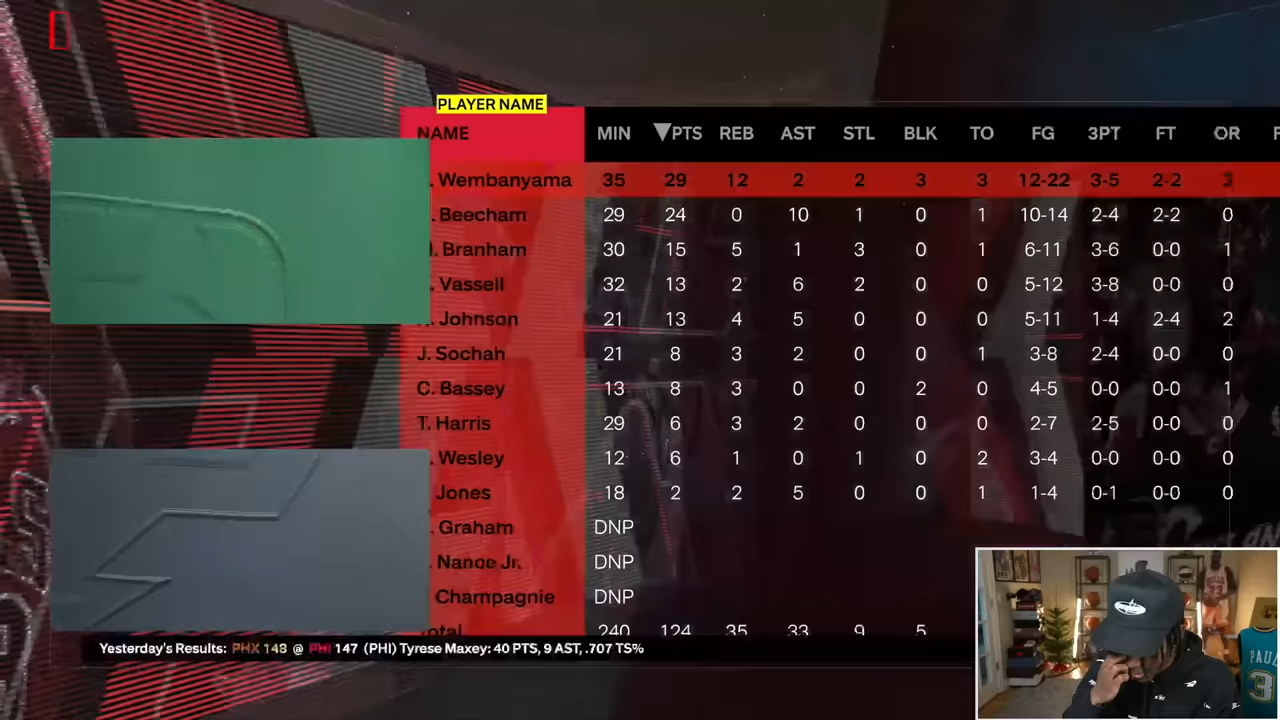 PLAYER NAME
NAME MIN ▼PTS REB AST STL BLK TO FG 3PT FT OR
. Wembanyama 35 29 12 2 2 3 3 12-22 3-5 2-2
. Beecham 29 24 0 10 1 0 1 10-14 2-4 2-2 0
. Branham 30 15 5 1 3 0 1 6-11 3-6 0-0 1
. Vassell 32 13 2 6 2 0 0 5-12 3-8 0-0 0
. Johnson 21 13 4 5 0 0 0 5-11 1-4 2-4 2
J. Sochah 21 8 3 2 0 0 1 3-8 2-4 0-0 0
C. Bassey 13 8 3 0 0 2 0 4-5 0-0 0-0 1
T. Harris 29 6 3 2 0 0 0 2-7 2-5 0-0 0
. Wesley 12 6 1 0 1 0 2 3-4 0-0 0-0 0
Jones 18 2 2 5 0 0 1 1-4 0-1 0-0 0
. Graham DNP
. Nance Jr. DNP
Champagnie DNP
Total 240 124 35 33 9 5
Yesterday's Results: PHX 143 @ PHI 147 (PHI) Tyrese Maxey: 40 PTS, 9 AST, .707 TS%
BULLS
PAUL
3